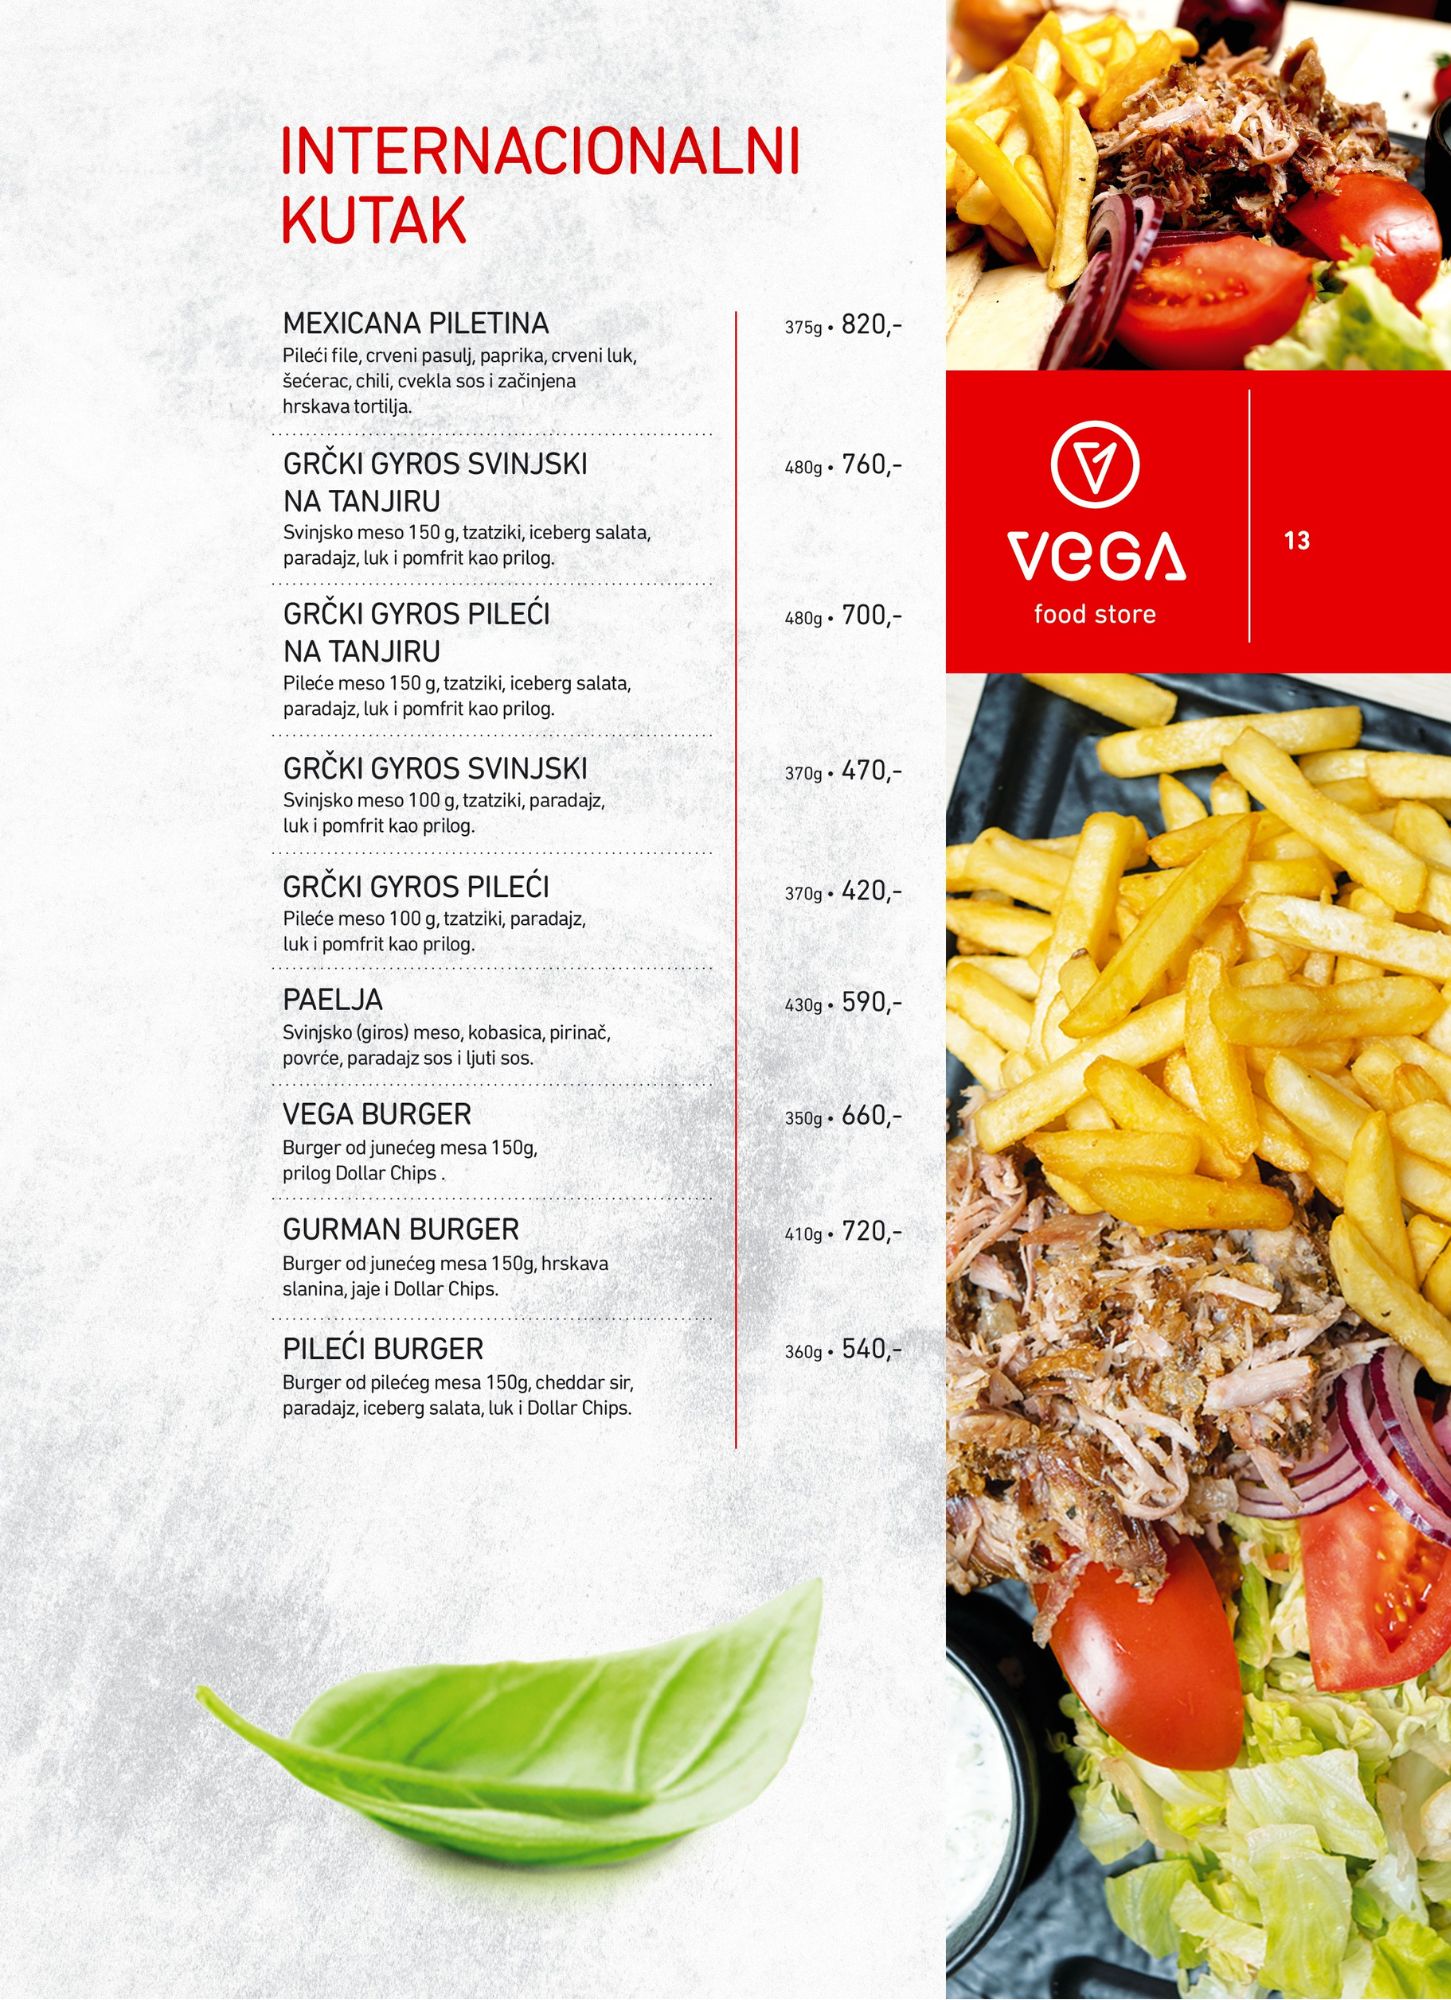 INTERNACIONALNI
KUTAK
MEXICANA PILETINA 375g • 820,-
Pileći file, crveni pasulj, paprika, crveni luk,
šećerac, chili, cvekla sos i začinjena
hrskava tortilja.
GRČKI GYROS SVINJSKI 480g • 760,-
NA TANJIRU
Svinjsko meso 150 g, tzatziki, iceberg salata,
paradajz, luk i pomfrit kao prilog.
GRČKI GYROS PILEĆI 480g • 700,-
NA TANJIRU
Pileće meso 150 g, tzatziki, iceberg salata,
paradajz, luk i pomfrit kao prilog.
GRČKI GYROS SVINJSKI 370g • 470,-
Svinjsko meso 100 g, tzatziki, paradajz,
luk i pomfrit kao prilog.
GRČKI GYROS PILEĆI 370g • 420,-
Pileće meso 100 g, tzatziki, paradajz,
luk i pomfrit kao prilog.
PAELJA 430g • 590,-
Svinjsko (giros) meso, kobasica, pirinač,
povrće, paradajz sos i ljuti sos.
VEGA BURGER 350g • 660,-
Burger od junećeg mesa 150g,
prilog Dollar Chips .
GURMAN BURGER 410g • 720,-
Burger od junećeg mesa 150g, hrskava
slanina, jaje i Dollar Chips.
PILEĆI BURGER 360g • 540,-
Burger od pilećeg mesa 150g, cheddar sir,
paradajz, iceberg salata, luk i Dollar Chips.
VeGA
food store
13